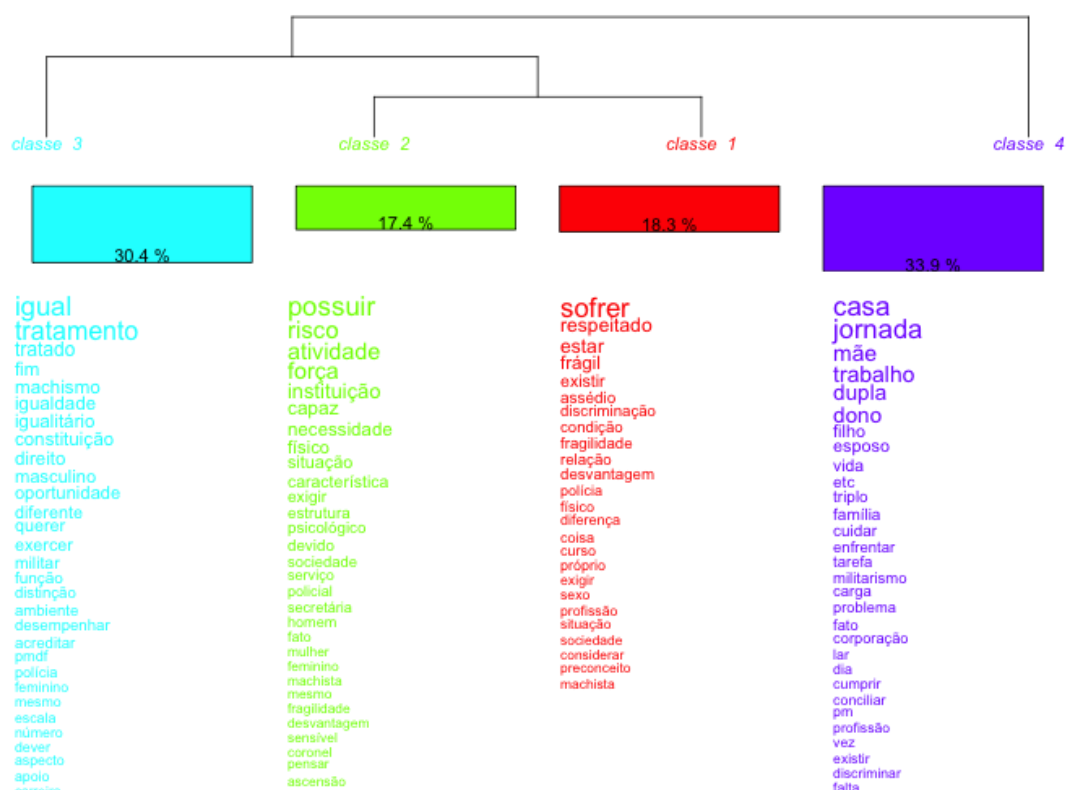 classe 3
classe 2
classe 1
classe 4
30.4 %
17.4 %
18.3 %
33.9 %
igual
tratamento
tratado
fim
machismo
igualdade
igualitário
constituição
direito
masculino
oportunidade
diferente
querer
exercer
militar
função
distinção
ambiente
desempenhar
acreditar
pmdf
polícia
feminino
mesmo
escala
número
dever
aspecto
apoio
possuir
risco
atividade
força
instituição
capaz
necessidade
físico
situação
característica
exigir
estrutura
psicológico
devido
sociedade
serviço
policial
secretária
homem
fato
mulher
feminino
machista
mesmo
fragilidade
desvantagem
sensível
coronel
pensar
ascensão
sofrer
respeitado
estar
frágil
existir
assédio
discriminação
condição
fragilidade
relação
desvantagem
polícia
físico
diferença
coisa
curso
próprio
exigir
sexo
profissão
situação
sociedade
considerar
preconceito
machista
casa
jornada
mãe
trabalho
dupla
dono
filho
esposo
vida
etc
triplo
família
cuidar
enfrentar
tarefa
militarismo
carga
problema
fato
corporação
lar
dia
cumprir
conciliar
pm
profissão
vez
existir
discriminar
falta